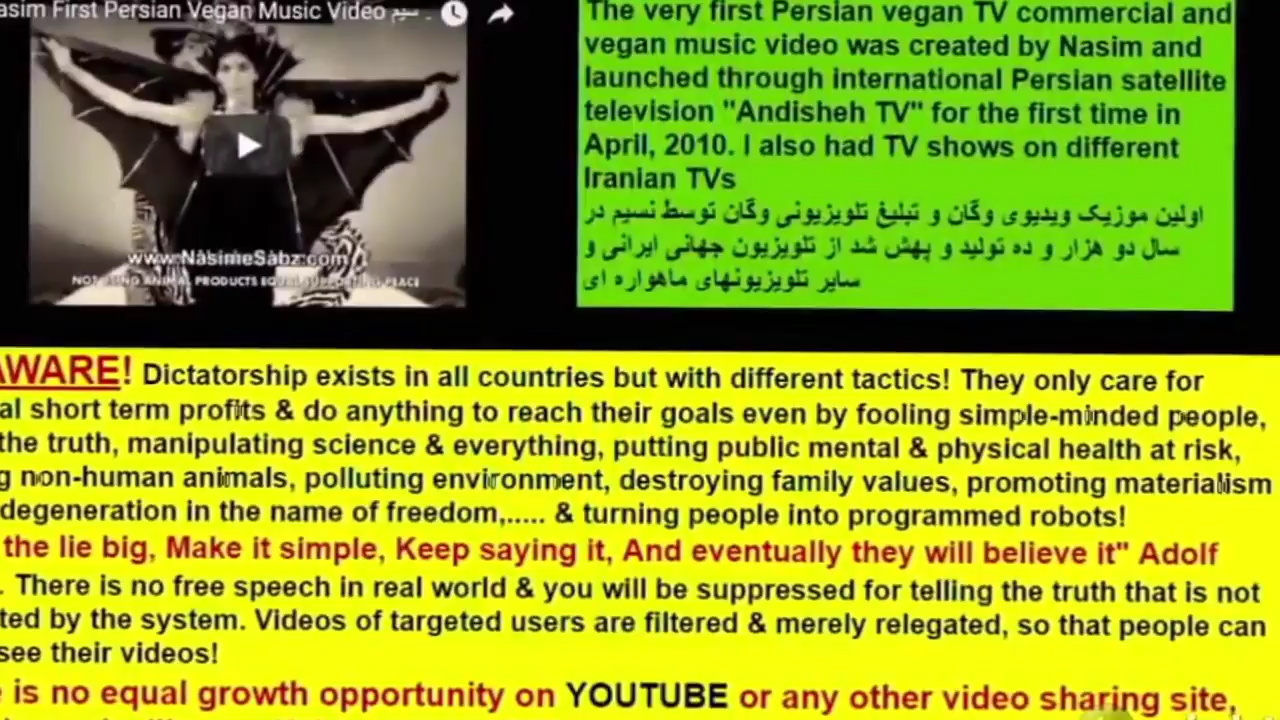 asim First Persian Vegan Music Video نسیم ..
www.NasimeSabz.com
NOT USING ANIMAL PRODUCTS EQUAL SUPPORTING PEACE
The very first Persian vegan TV commercial and
vegan music video was created by Nasim and
launched through international Persian satellite
television "Andisheh TV" for the first time in
April, 2010. I also had TV shows on different
Iranian TVs
اولین موزیک ویدیوی وگان و تبلیغ تلویزیونی وگان توسط نسیم در
سال دو هزار و ده تولید و پهش شد از تلویزیون جهانی ایرانی و
سایر تلویزیونهای ماهواره ای
AWARE! Dictatorship exists in all countries but with different tactics! They only care for
al short term profits & do anything to reach their goals even by fooling simple-minded people,
the truth, manipulating science & everything, putting public mental & physical health at risk,
g non-human animals, polluting environment, destroying family values, promoting materialism
degeneration in the name of freedom,..... & turning people into programmed robots!
the lie big, Make it simple, Keep saying it, And eventually they will believe it" Adolf
. There is no free speech in real world & you will be suppressed for telling the truth that is not
ted by the system. Videos of targeted users are filtered & merely relegated, so that people can
see their videos!
e is no equal growth opportunity on YOUTUBE or any other video sharing site,